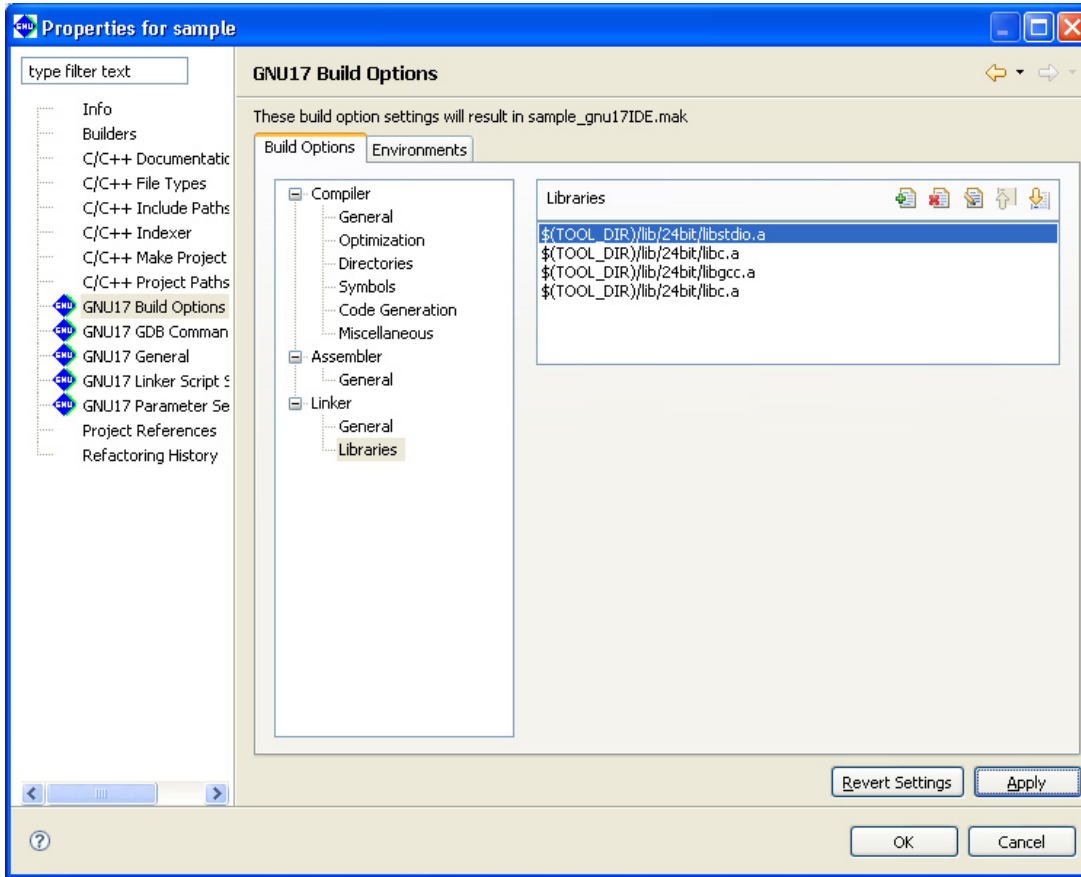 Properties for sample
type filter text
Info
Builders
C/C++ Documentatic
C/C++ File Types
C/C++ Include Paths
C/C++ Indexer
C/C++ Make Project
C/C++ Project Paths
GNU17 Build Options
GNU17 GDB Comman
GNU17 General
GNU17 Linker Script S
GNU17 Parameter Se
Project References
Refactoring History
GNU17 Build Options
These build option settings will result in sample_gnu17IDE.mak
Build Options
Environments
Compiler
General
Optimization
Directories
Symbols
Code Generation
Miscellaneous
Assembler
General
Linker
General
Libraries
Libraries
$(TOOL_DIR)/lib/24bit/libstdio.a
$(TOOL_DIR)/lib/24bit/libc.a
$(TOOL_DIR)/lib/24bit/libgcc.a
$(TOOL_DIR)/lib/24bit/libc.a
Revert Settings
Apply
OK
Cancel